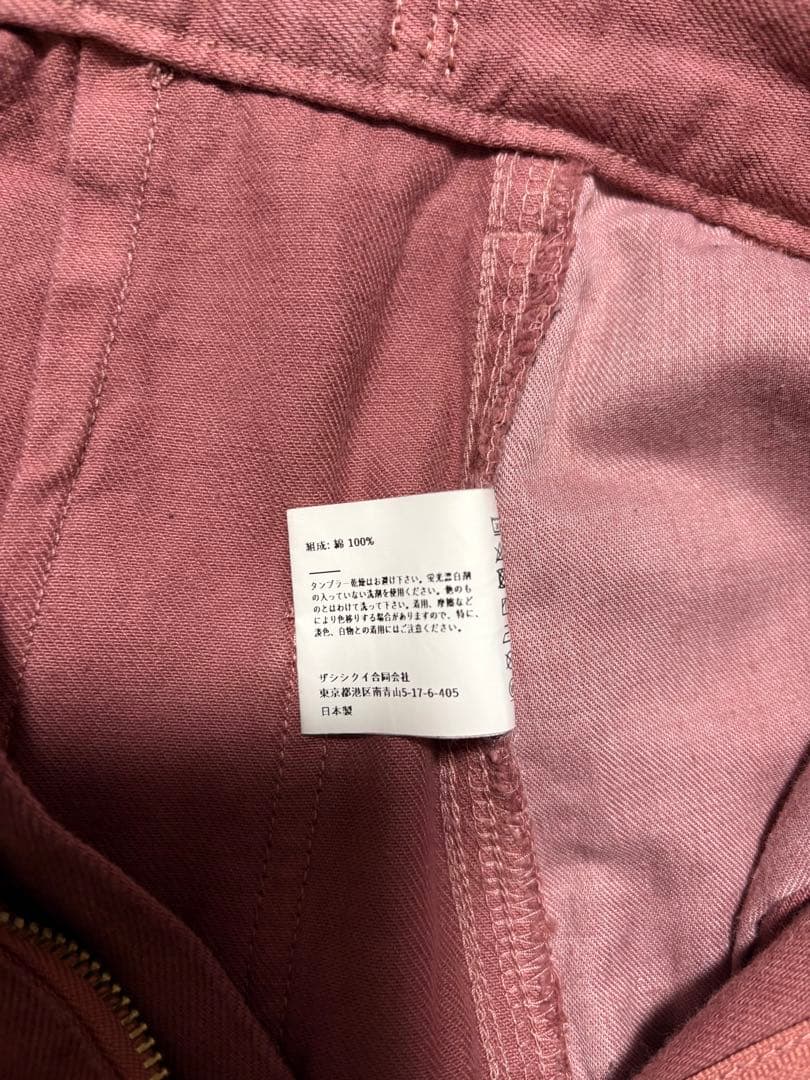 組成: 綿 100%
タンブラー乾燥はお避け下さい。蛍光漂白剤
の入っていない洗剤を使用ください。他のも
のとはわけて洗って下さい。着用、摩擦など
により色移りする場合がありますので、特に、
淡色、白物との着用にはご注意ください。
ザシシクイ合同会社
東京都港区南青山5-17-6-405
日本製